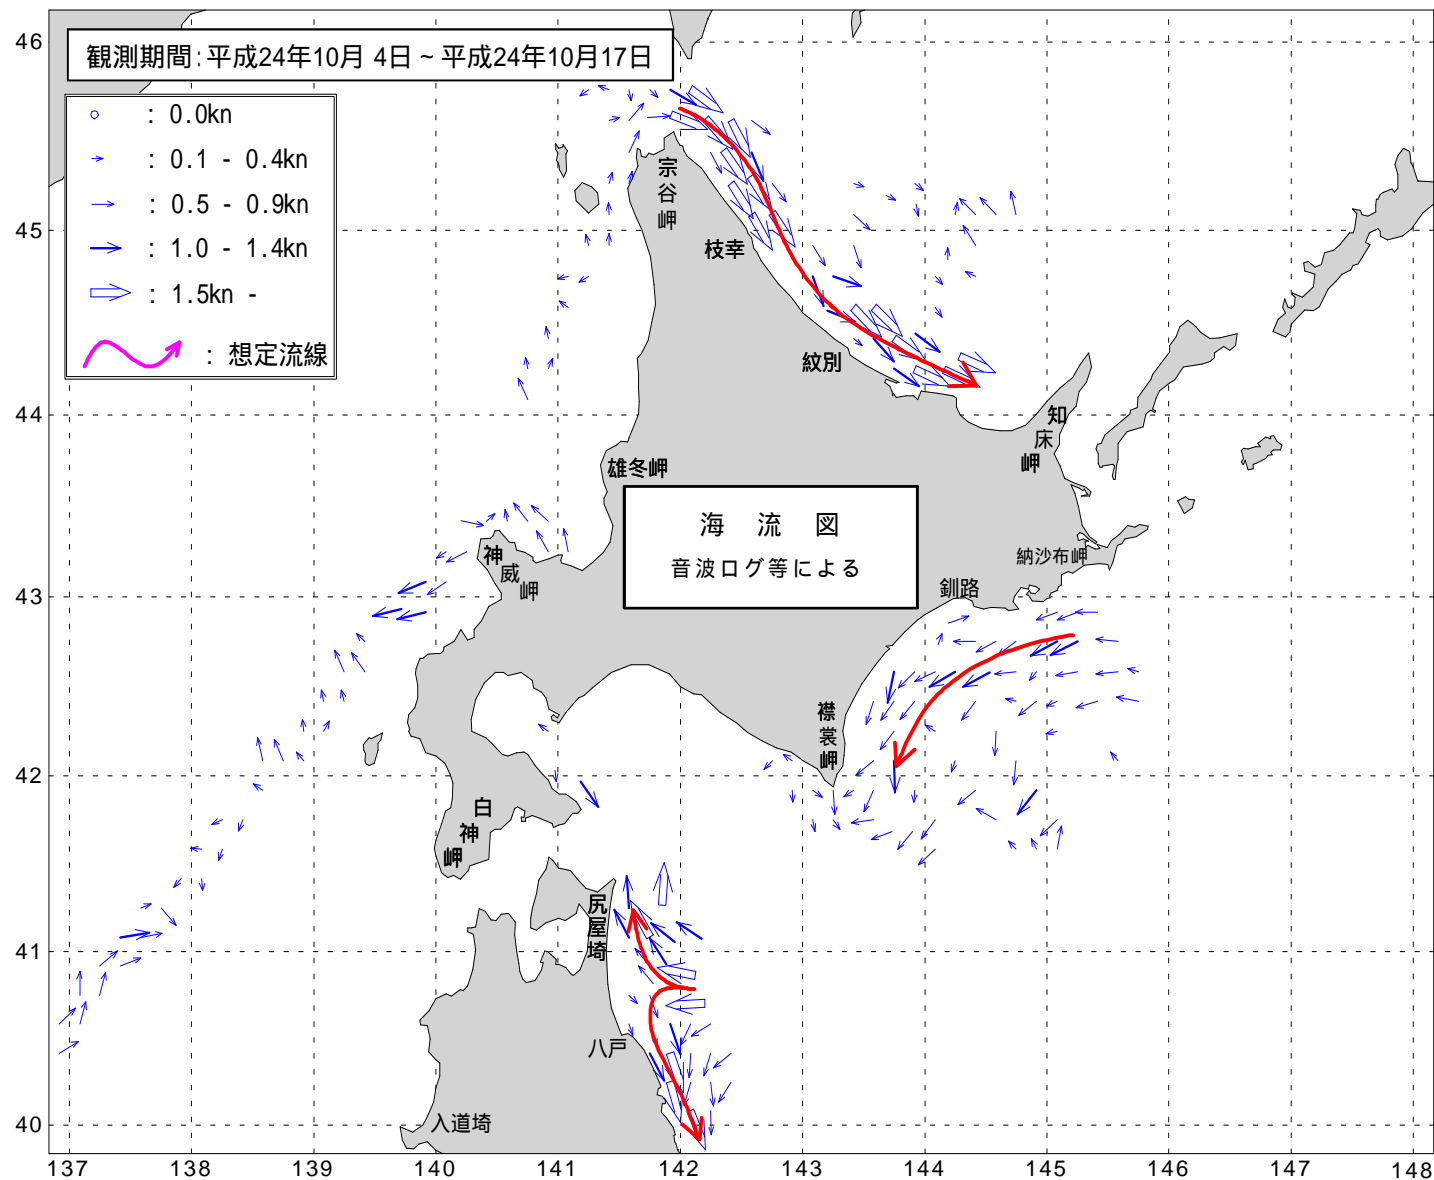 観測期間:平成24年10月 4日~平成24年10月17日
: 0.0kn
: 0.1 - 0.4kn
: 0.5 - 0.9kn
: 1.0 - 1.4kn
: 1.5kn -
: 想定流線
宗谷岬
枝幸
紋別
知床岬
雄冬岬
海 流 図
音波ログ等による
納沙布岬
釧路
神威岬
襟裳岬
白神岬
尻屋埼
八戸
入道埼
46
45
44
43
42
41
40
137 138 139 140 141 142 143 144 145 146 147 148